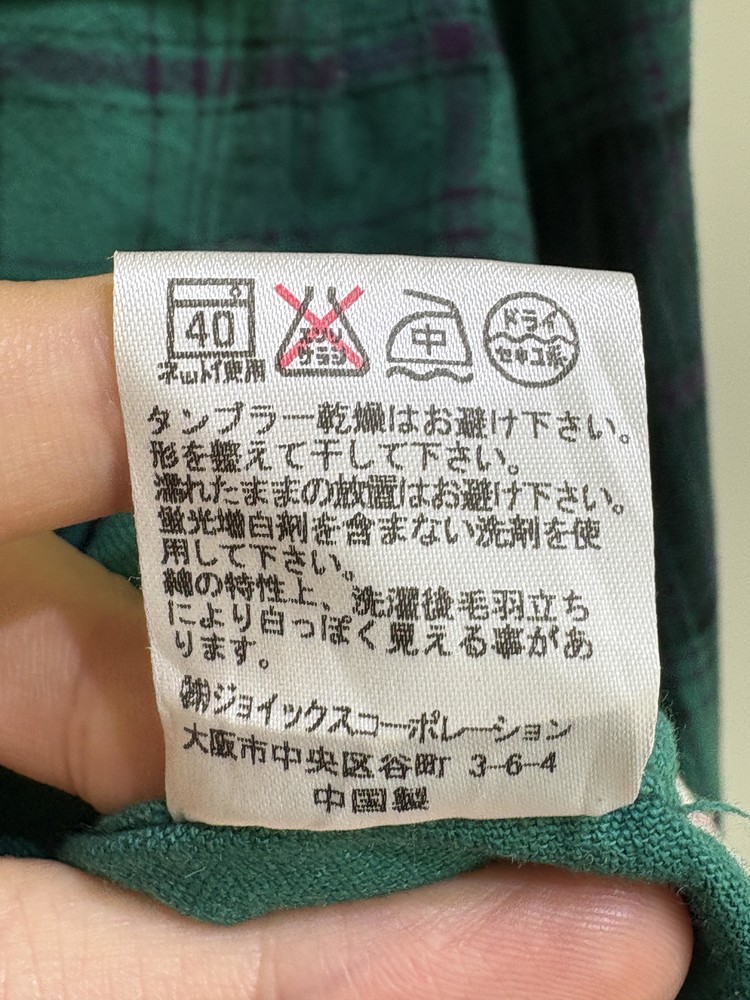 40
ネット使用
エンソ
サラシ
中
ドライ
セキユ系
タンブラー乾燥はお避け下さい。
形を整えて干して下さい。
濡れたままの放置はお避け下さい。
蛍光増白剤を含まない洗剤を使
用して下さい。
綿の特性上、洗濯後毛羽立ち
により白っぽく見える事があ
ります。
㈱ジョイックスコーポレーション
大阪市中央区谷町 3-6-4
中国製